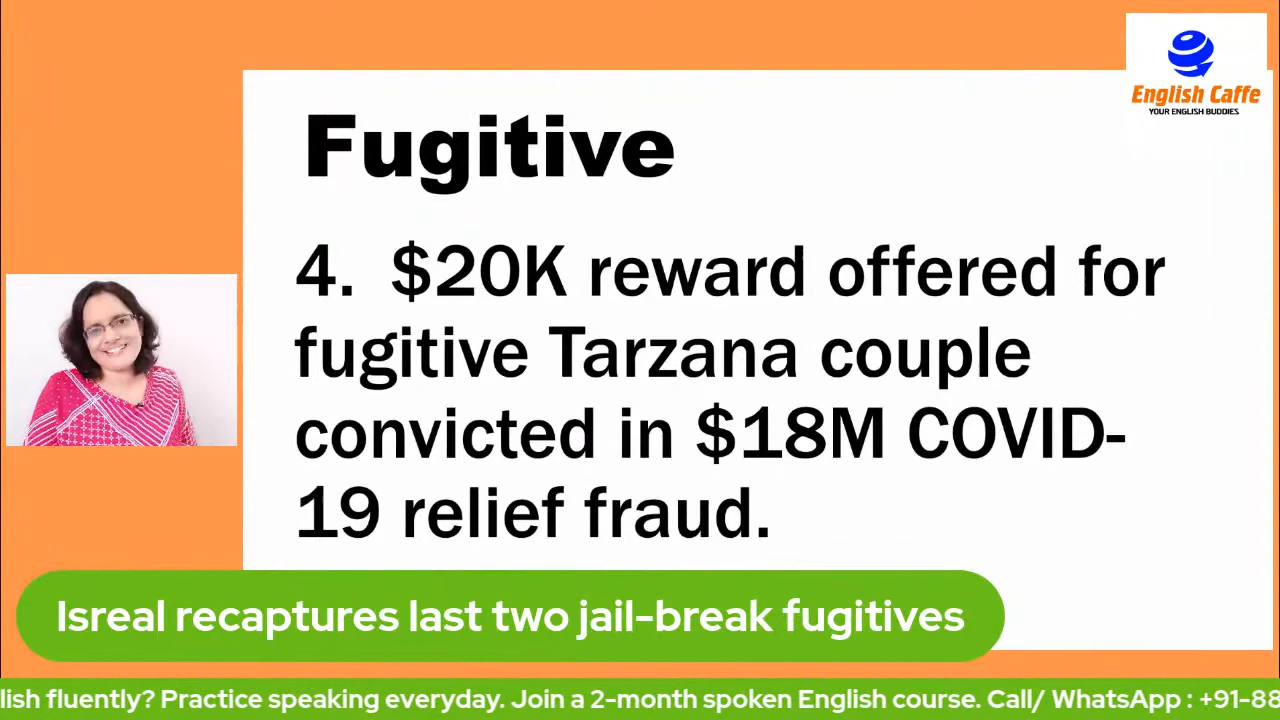 English Caffe
YOUR ENGLISH BUDDIES
Fugitive
4. $20K reward offered for
fugitive Tarzana couple
convicted in $18M COVID-
19 relief fraud.
Isreal recaptures last two jail-break fugitives
lish fluently? Practice speaking everyday. Join a 2-month spoken English course. Call/ WhatsApp : +91-88